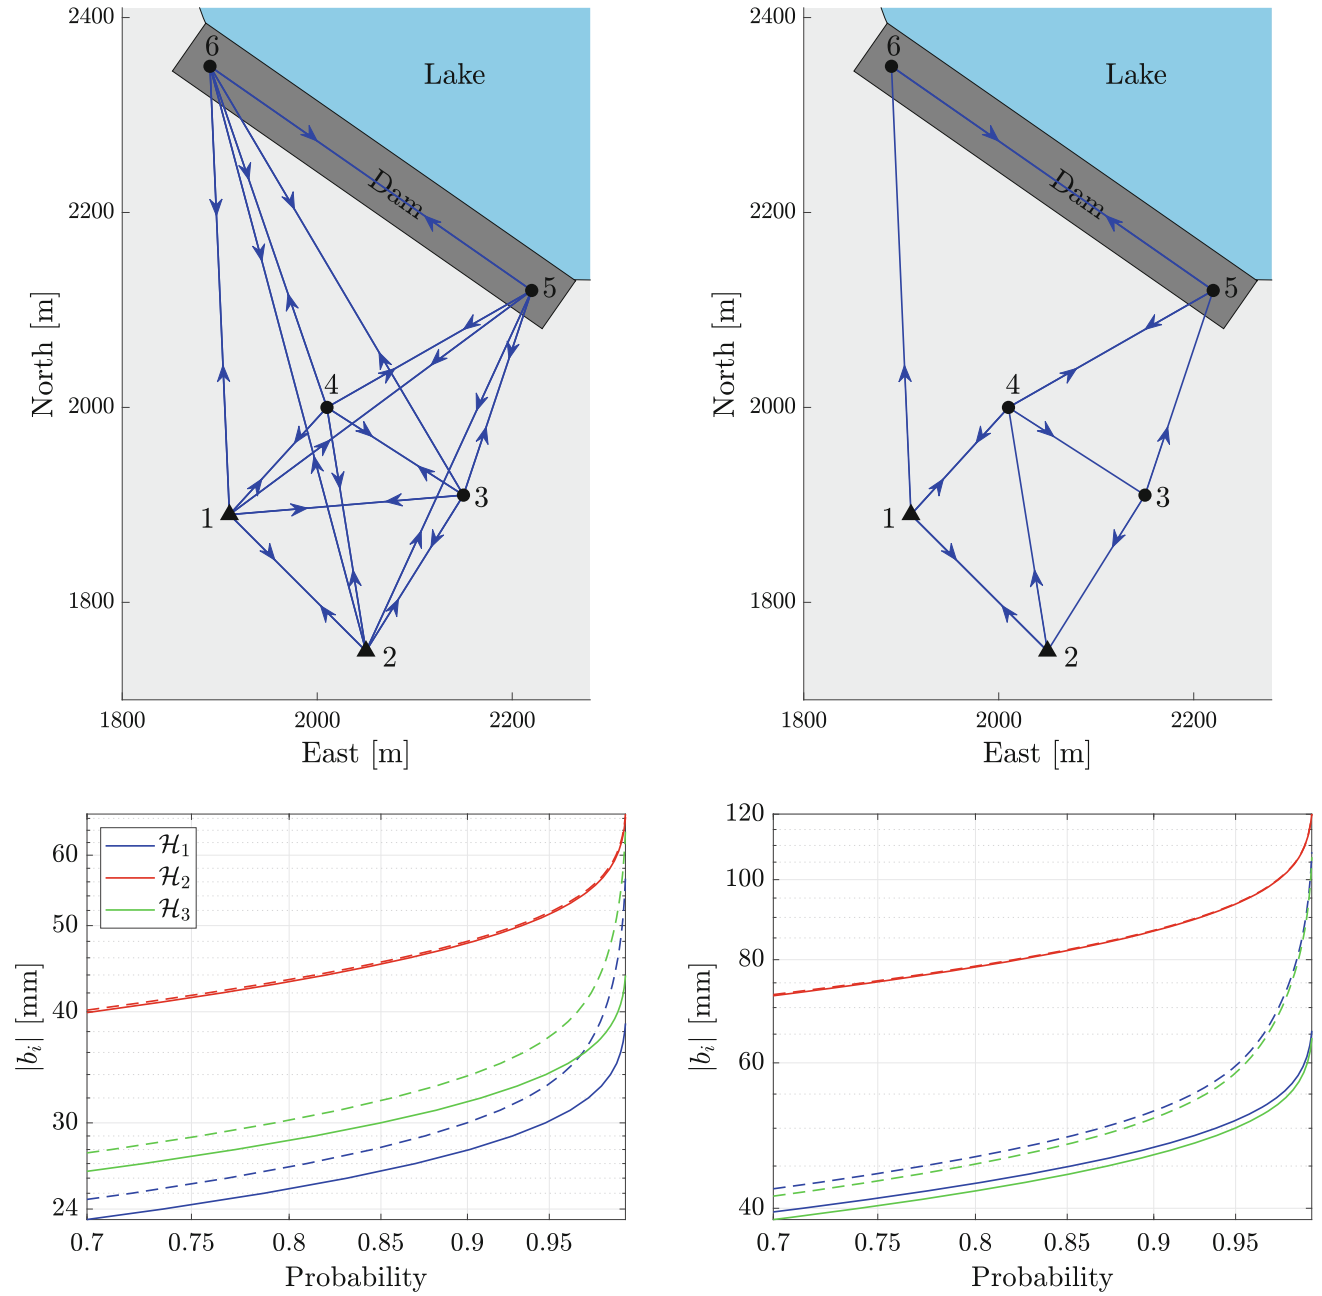 2400
2200
2000
1800
North [m]
6
Lake
Dam
5
4
3
1
2
1800 2000 2200
East [m]
2400
2200
2000
1800
North [m]
6
Lake
Dam
5
4
3
1
2
1800 2000 2200
East [m]
60
50
40
30
24
|b_i| [mm]
ℋ₁
ℋ₂
ℋ₃
0.7 0.75 0.8 0.85 0.9 0.95
Probability
120
100
80
60
40
|b_i| [mm]
0.7 0.75 0.8 0.85 0.9 0.95
Probability